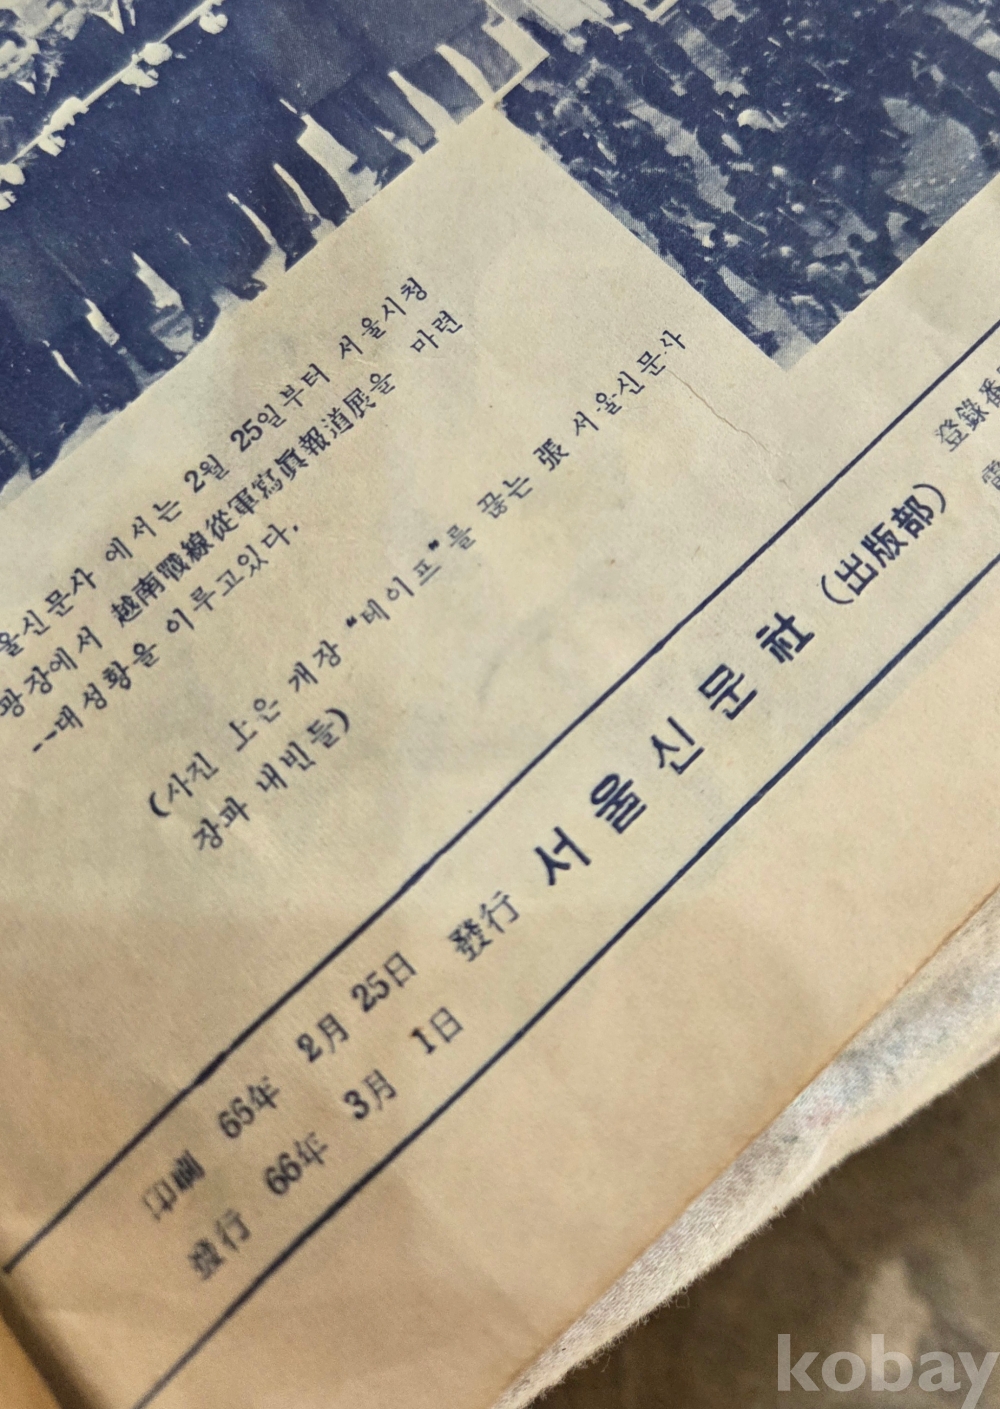 울신문사 에서는 2월 25일부터 서울시청
광장에서 越南戰線從軍寫眞報道展을 마련
--대성황을 이루고있다.
(사진 上은 개장 "테이프"를 끊는 張 서울신문사
장과 내빈들)
印刷 66年 2月 25日
發行 66年 3月 1日
發行 서울신문社 (出版部)
登錄番
kobay